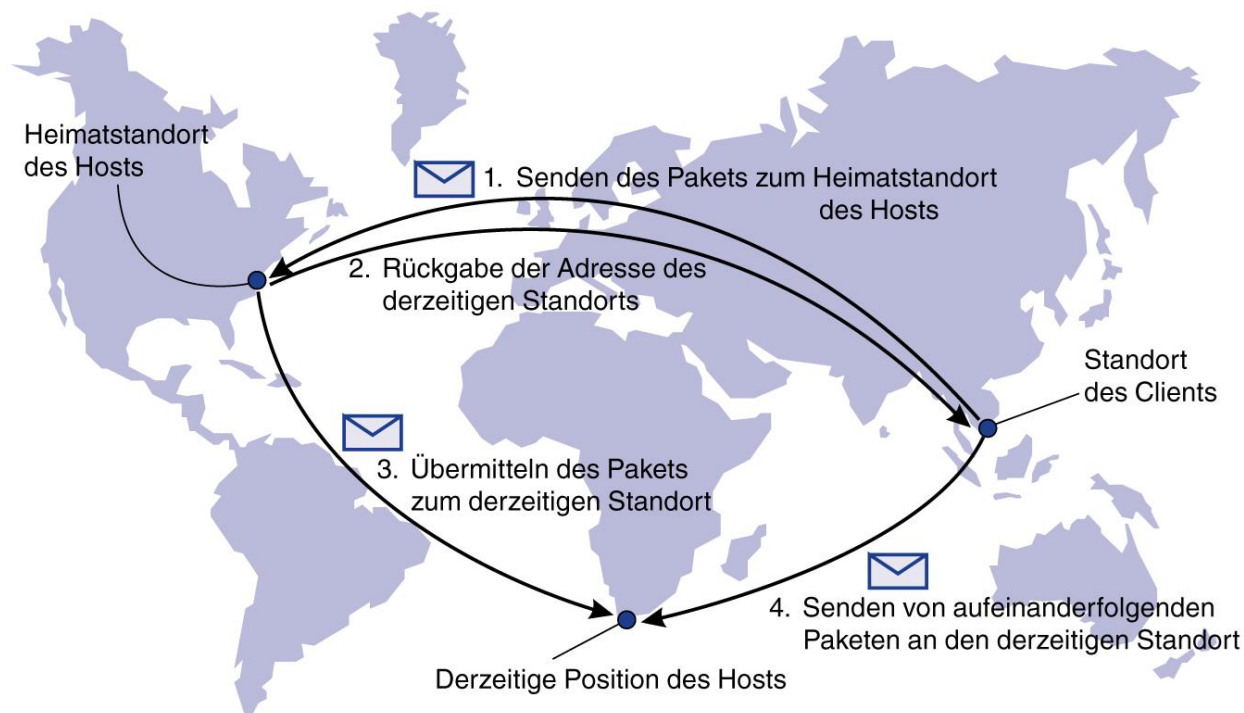 Heimatstandort
des Hosts
1. Senden des Pakets zum Heimatstandort
des Hosts
2. Rückgabe der Adresse des
derzeitigen Standorts
Standort
des Clients
3. Übermitteln des Pakets
zum derzeitigen Standort
4. Senden von aufeinanderfolgenden
Paketen an den derzeitigen Standort
Derzeitige Position des Hosts